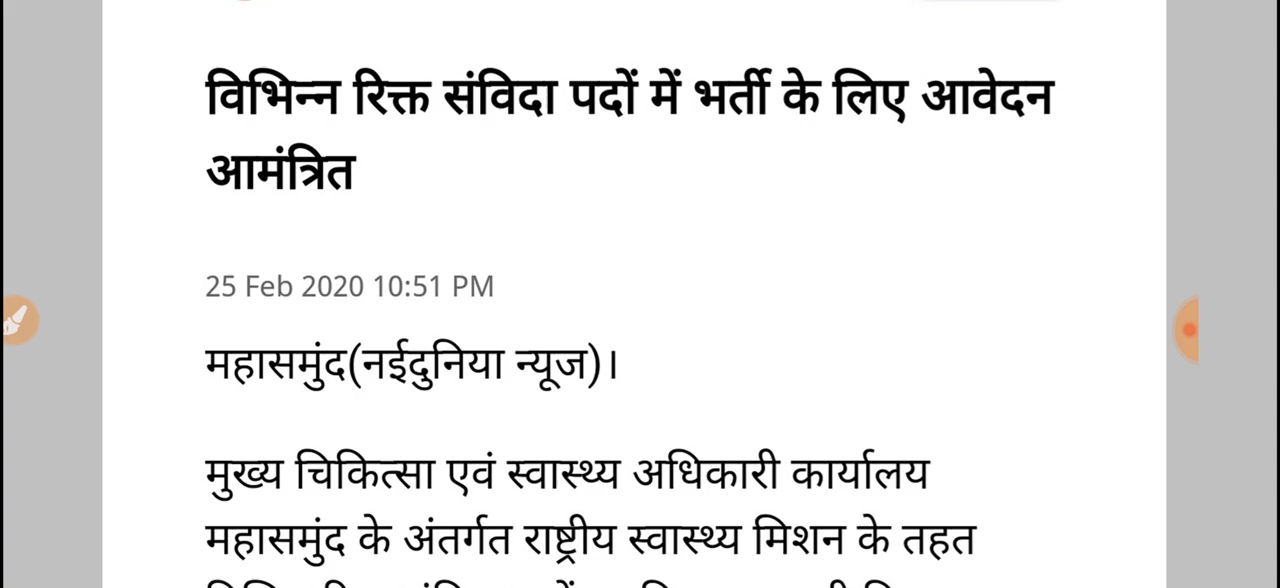 विभिन्न रिक्त संविदा पदों में भर्ती के लिए आवेदन
आमंत्रित
25 Feb 2020 10:51 PM
महासमुंद(नईदुनिया न्यूज)।
मुख्य चिकित्सा एवं स्वास्थ्य अधिकारी कार्यालय
महासमुंद के अंतर्गत राष्ट्रीय स्वास्थ्य मिशन के तहत